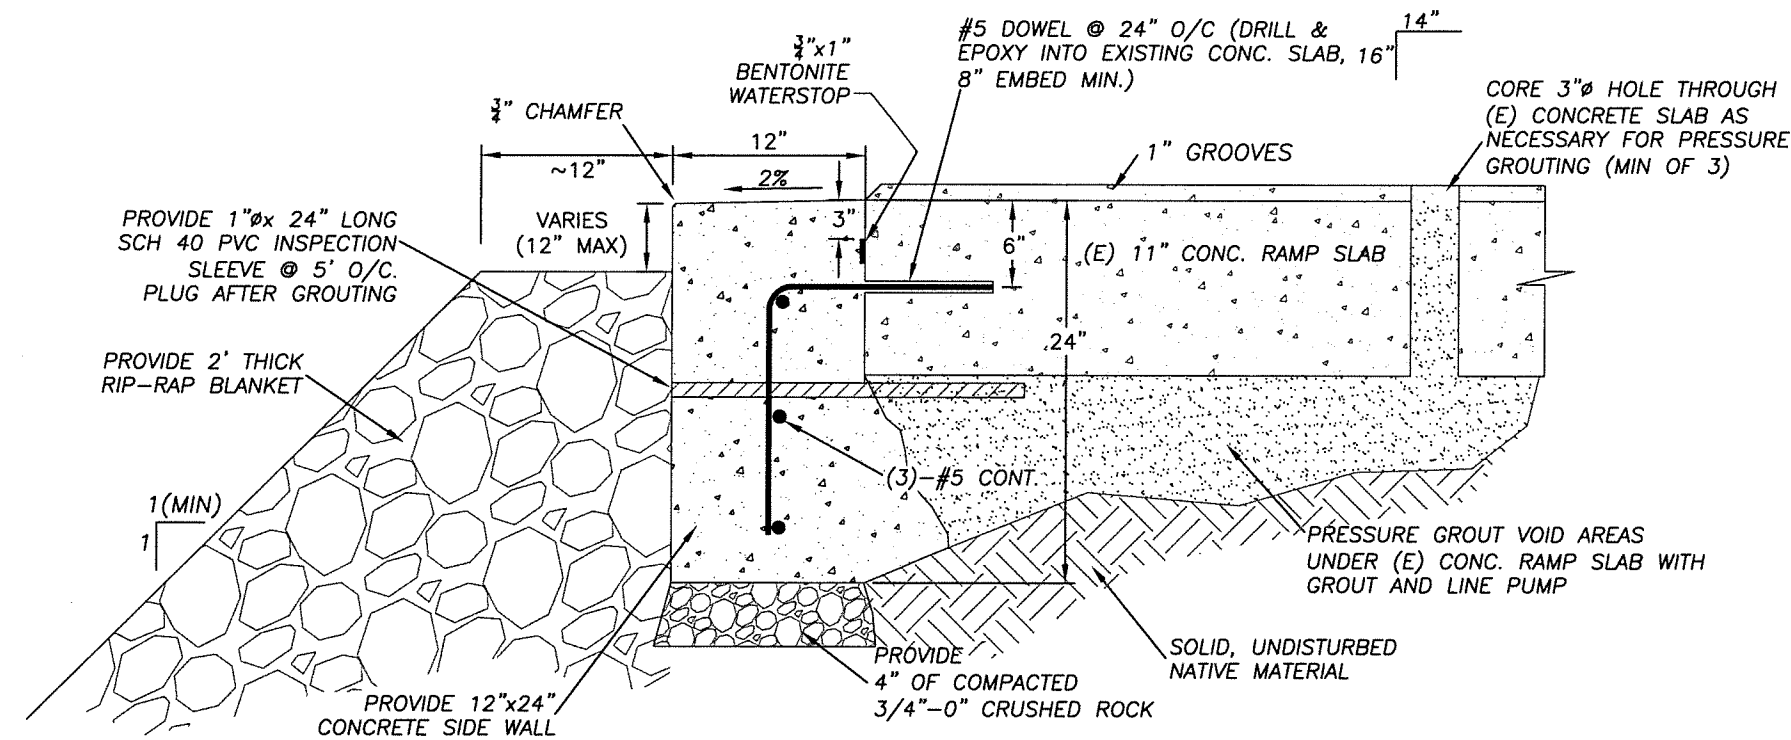 #5 DOWEL @ 24" O/C (DRILL &
EPOXY INTO EXISTING CONC. SLAB,
8" EMBED MIN.)
14"
16"
3/4"x1"
BENTONITE
WATERSTOP
3/4" CHAMFER
CORE 3"ø HOLE THROUGH
(E) CONCRETE SLAB AS
NECESSARY FOR PRESSURE
GROUTING (MIN OF 3)
12"
~12"
2%
1" GROOVES
PROVIDE 1"øx 24" LONG
SCH 40 PVC INSPECTION
SLEEVE @ 5' O/C.
PLUG AFTER GROUTING
VARIES
(12" MAX)
3"
6"
(E) 11" CONC. RAMP SLAB
24"
PROVIDE 2' THICK
RIP-RAP BLANKET
(3)-#5 CONT.
1(MIN)
1
PRESSURE GROUT VOID AREAS
UNDER (E) CONC. RAMP SLAB WITH
GROUT AND LINE PUMP
SOLID, UNDISTURBED
NATIVE MATERIAL
PROVIDE
4" OF COMPACTED
3/4"-0" CRUSHED ROCK
PROVIDE 12"x24"
CONCRETE SIDE WALL